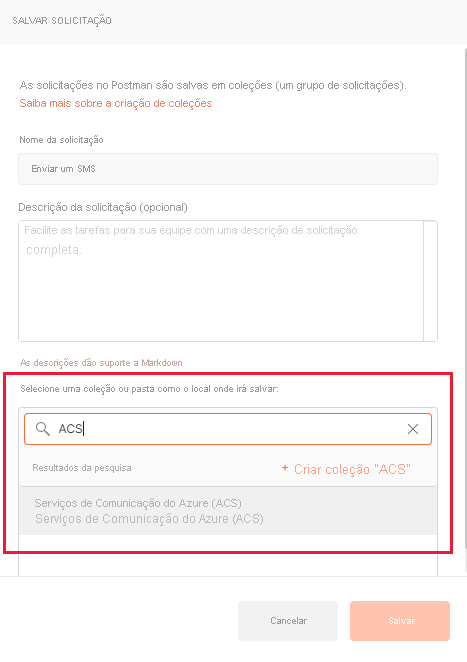 SALVAR SOLICITAÇÃO
As solicitações no Postman são salvas em coleções (um grupo de solicitações).
Saiba mais sobre a criação de coleções
Nome da solicitação
Enviar um SMS
Descrição da solicitação (opcional)
Facilite as tarefas para sua equipe com uma descrição de solicitação
completa.
As descrições dão suporte a Markdown
Selecione uma coleção ou pasta como o local onde irá salvar:
ACS
Resultados da pesquisa
+ Criar coleção "ACS"
Serviços de Comunicação do Azure (ACS)
Serviços de Comunicação do Azure (ACS)
Cancelar
Salvar